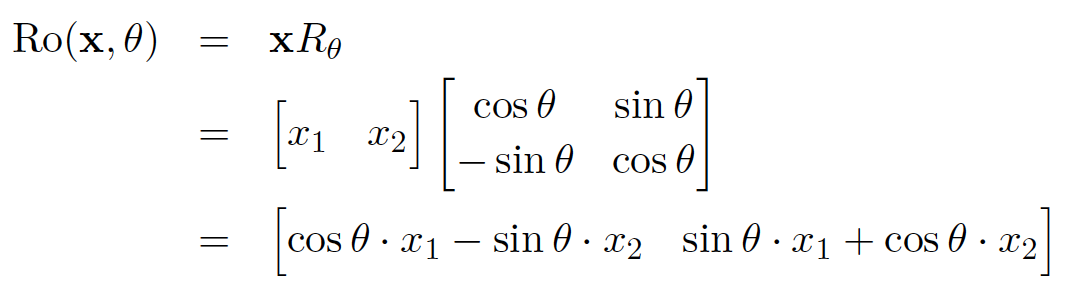 Ro(x, θ) = xR_θ
= [x₁ x₂] [cos θ sin θ; − sin θ cos θ]
= [cos θ · x₁ − sin θ · x₂ sin θ · x₁ + cos θ · x₂]